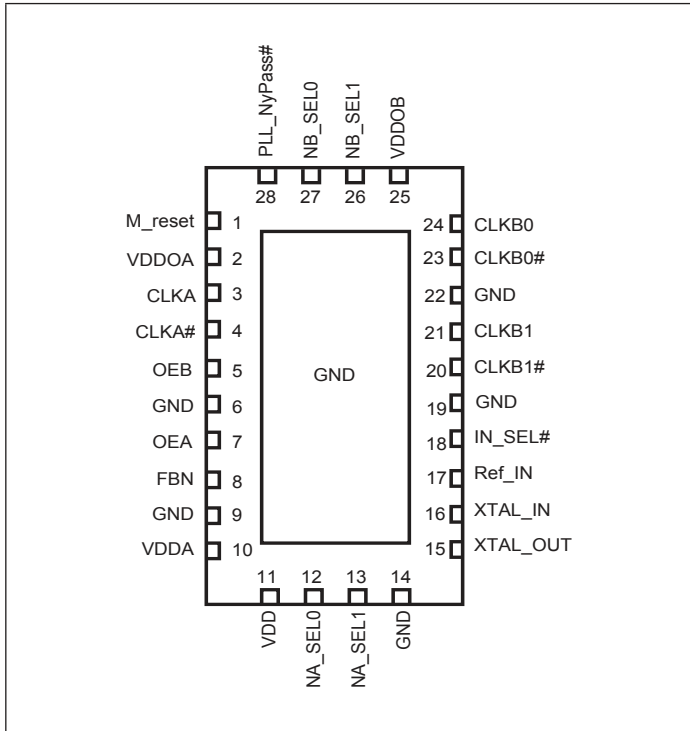 PLL_NyPass#
NB_SEL0
NB_SEL1
VDDOB
28
27
26
25
M_reset 1
VDDOA 2
CLKA 3
CLKA# 4
OEB 5
GND 6
OEA 7
FBN 8
GND 9
VDDA 10
GND
24 CLKB0
23 CLKB0#
22 GND
21 CLKB1
20 CLKB1#
19 GND
18 IN_SEL#
17 Ref_IN
16 XTAL_IN
15 XTAL_OUT
11
12
13
14
VDD
NA_SEL0
NA_SEL1
GND